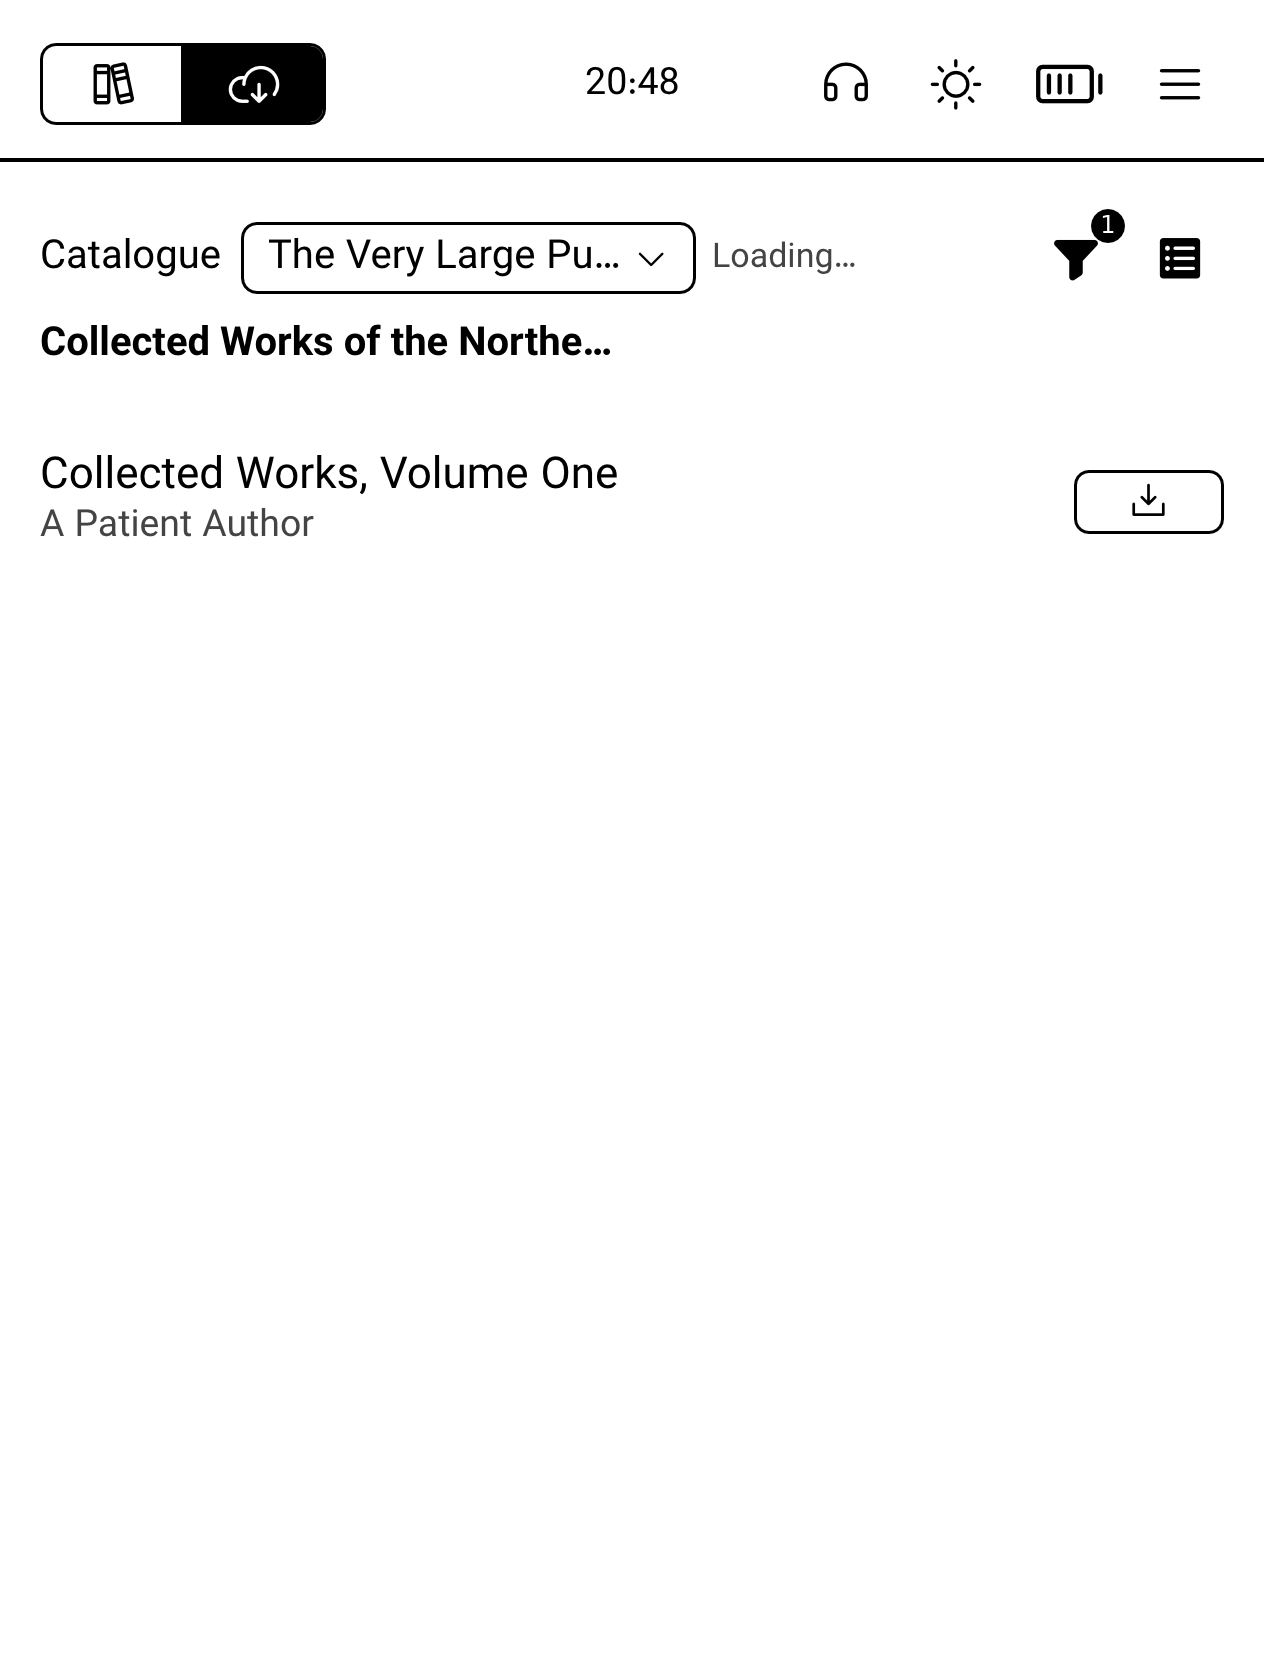 20:48
1
Catalogue The Very Large Pu... Loading...
Collected Works of the Northe...
Collected Works, Volume One
A Patient Author